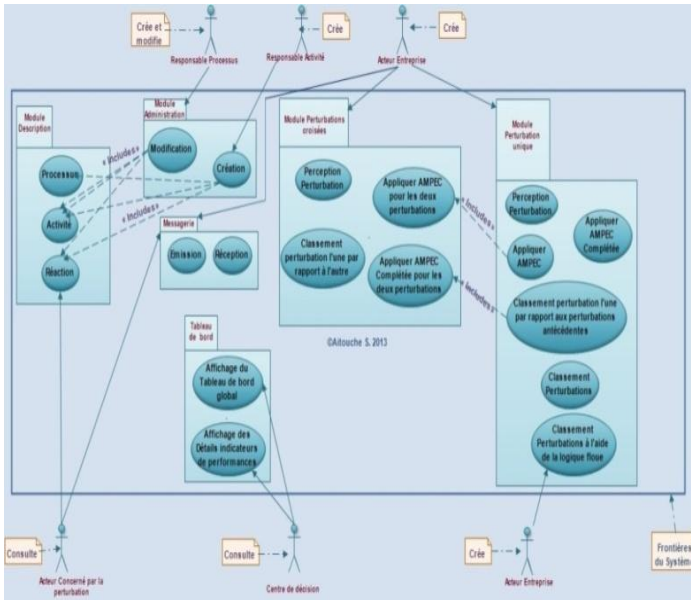 Crée et
modifie
Responsable Processus
Crée
Responsable Activité
Crée
Acteur Entreprise
Module
Description
Processus
Activité
Réaction
Module
Administration
Modification
Création
« Includes»
« Includes»
Messagerie
Emission
Réception
Module Perturbations
croisées
Perception
Perturbation
Appliquer AMPEC
pour les deux
perturbations
Classement
perturbation l'une par
rapport à l'autre
Appliquer AMPEC
Complétée pour les
deux perturbations
©Aitouche S. 2013
« Includes»
« Includes»
Module
Perturbation
unique
Perception
Perturbation
Appliquer
AMPEC
Appliquer
AMPEC
Complétée
Classement perturbation l'une
par rapport aux perturbations
antécédentes
Classement
Perturbations
Classement
Perturbations à l'aide
de la logique floue
Tableau
de bord
Affichage du
Tableau de bord
global
Affichage des
Détails indicateurs
de performances
Consulte
Acteur Concerné par la
perturbation
Consulte
Centre de décision
Crée
Acteur Entreprise
Frontières
du Système